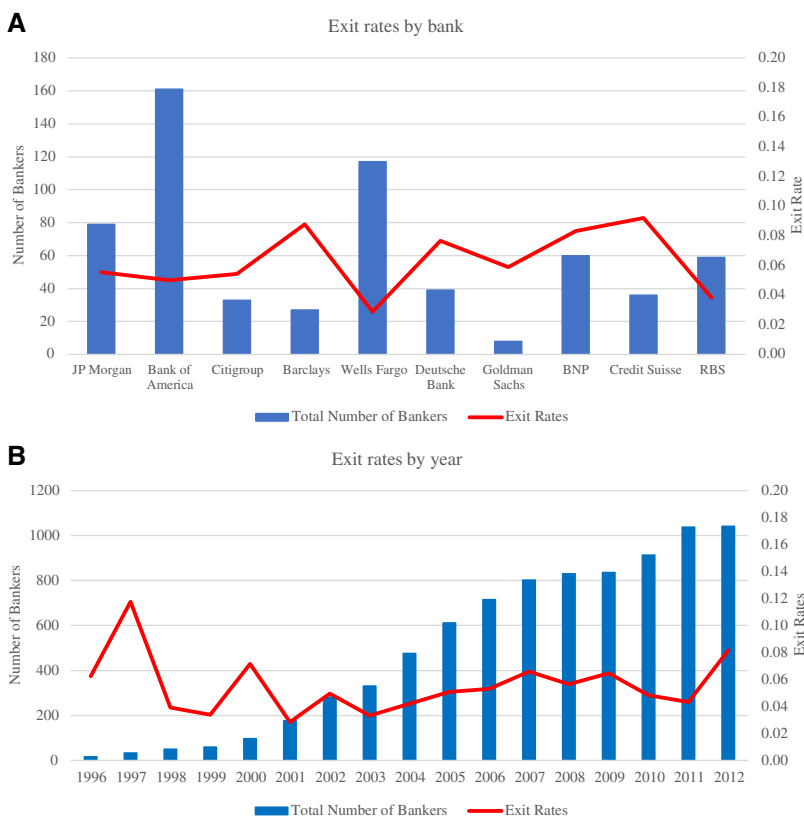 A
Exit rates by bank
Number of Bankers
180
160
140
120
100
80
60
40
20
0
0.20
0.18
0.16
0.14
0.12
0.10
0.08
0.06
0.04
0.02
0.00
Exit Rate
JP Morgan
Bank of
America
Citigroup
Barclays
Wells Fargo
Deutsche
Bank
Goldman
Sachs
BNP
Credit Suisse
RBS
Total Number of Bankers
Exit Rates
B
Exit rates by year
Number of Bankers
1200
1000
800
600
400
200
0
0.20
0.18
0.16
0.14
0.12
0.10
0.08
0.06
0.04
0.02
0.00
Exit Rates
1996 1997 1998 1999 2000 2001 2002 2003 2004 2005 2006 2007 2008 2009 2010 2011 2012
Total Number of Bankers
Exit Rates